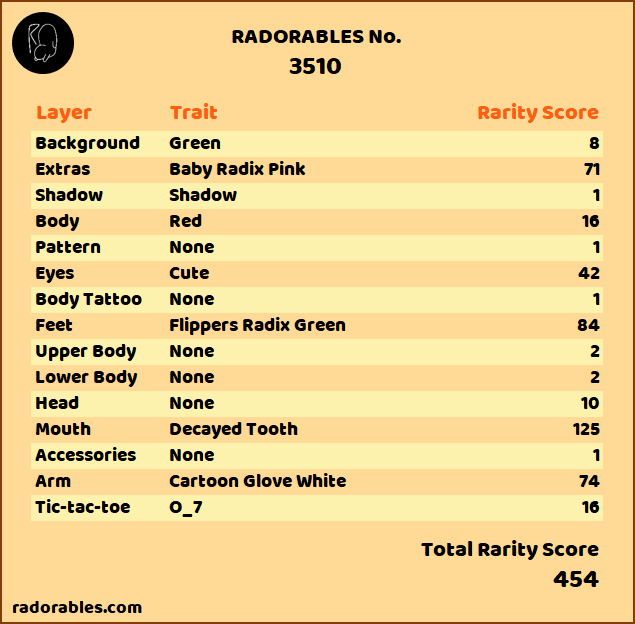 RADORABLES No.
3510
Layer Trait Rarity Score
Background Green 8
Extras Baby Radix Pink 71
Shadow Shadow 1
Body Red 16
Pattern None 1
Eyes Cute 42
Body Tattoo None 1
Feet Flippers Radix Green 84
Upper Body None 2
Lower Body None 2
Head None 10
Mouth Decayed Tooth 125
Accessories None 1
Arm Cartoon Glove White 74
Tic-tac-toe O_7 16
Total Rarity Score
454
radorables.com